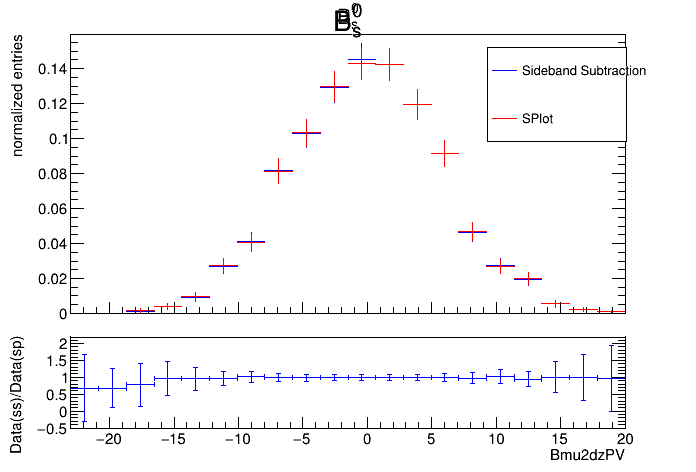 B⁰ₛ
normalized entries
0.14
0.12
0.1
0.08
0.06
0.04
0.02
0
Sideband Subtraction
SPlot
Data(ss)/Data(sp)
2
1.5
1
0.5
0
−0.5
−20 −15 −10 −5 0 5 10 15 20
Bmu2dzPV